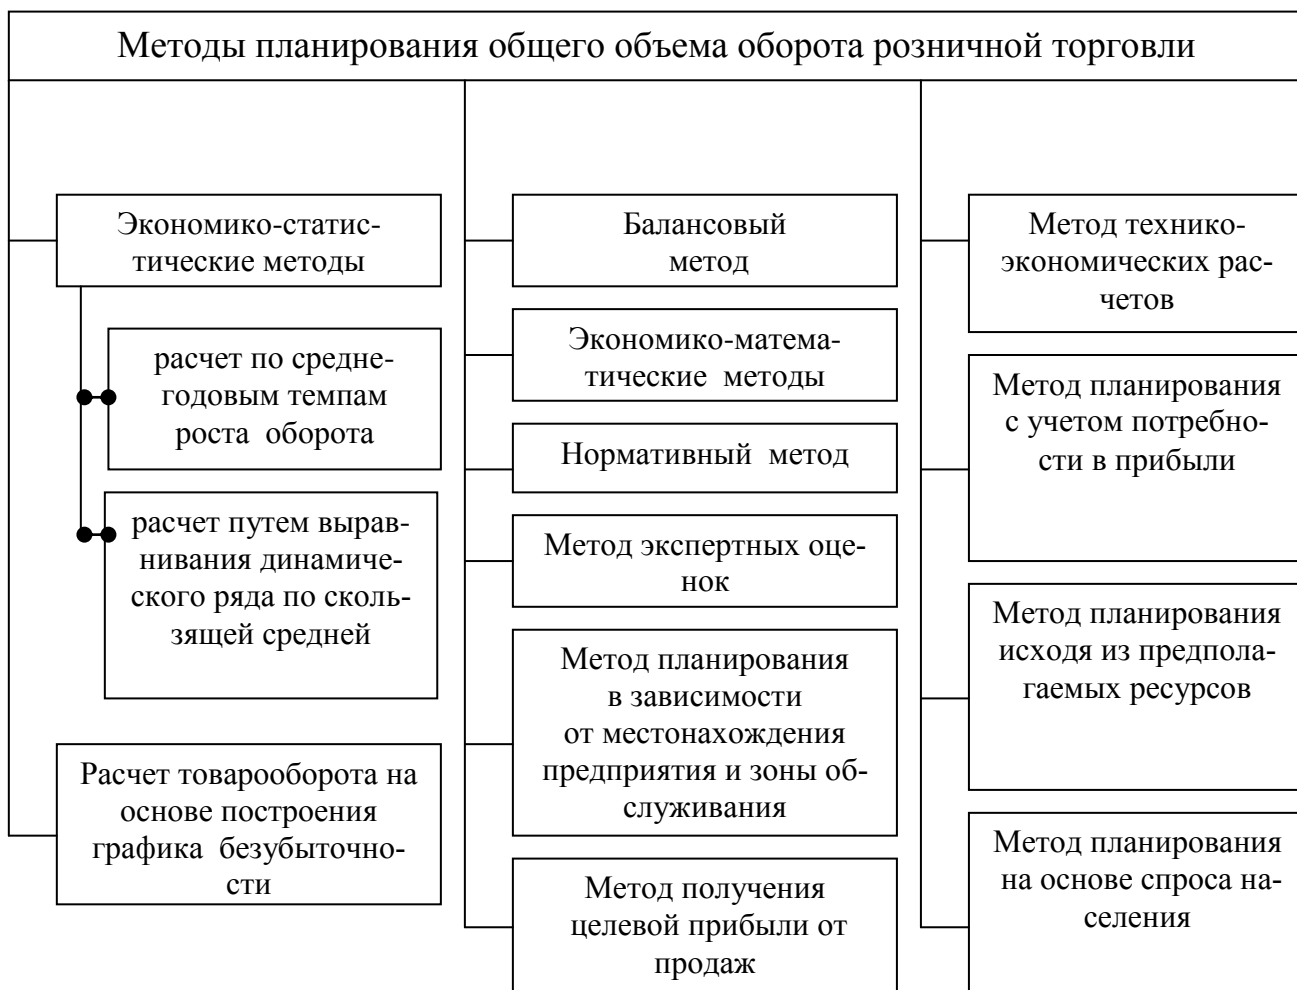 Методы планирования общего объема оборота розничной торговли
Экономико-статис-
тические методы
расчет по средне-
годовым темпам
роста оборота
расчет путем вырав-
нивания динамиче-
ского ряда по сколь-
зящей средней
Расчет товарооборота на
основе построения
графика безубыточно-
сти
Балансовый
метод
Экономико-матема-
тические методы
Нормативный метод
Метод экспертных оце-
нок
Метод планирования
в зависимости
от местонахождения
предприятия и зоны об-
служивания
Метод получения
целевой прибыли от
продаж
Метод технико-
экономических рас-
четов
Метод планирования
с учетом потребно-
сти в прибыли
Метод планирования
исходя из предпола-
гаемых ресурсов
Метод планирования
на основе спроса на-
селения